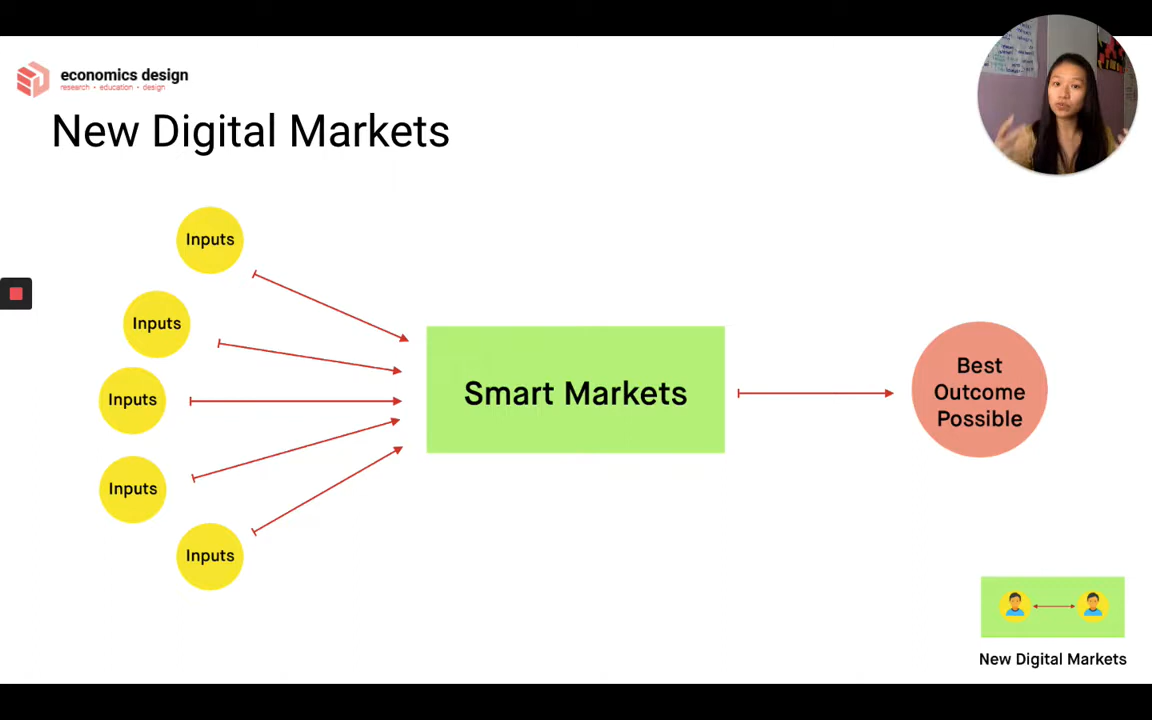 economics design
research • education • design
New Digital Markets
Inputs
Inputs
Inputs
Inputs
Inputs
Smart Markets
Best
Outcome
Possible
New Digital Markets